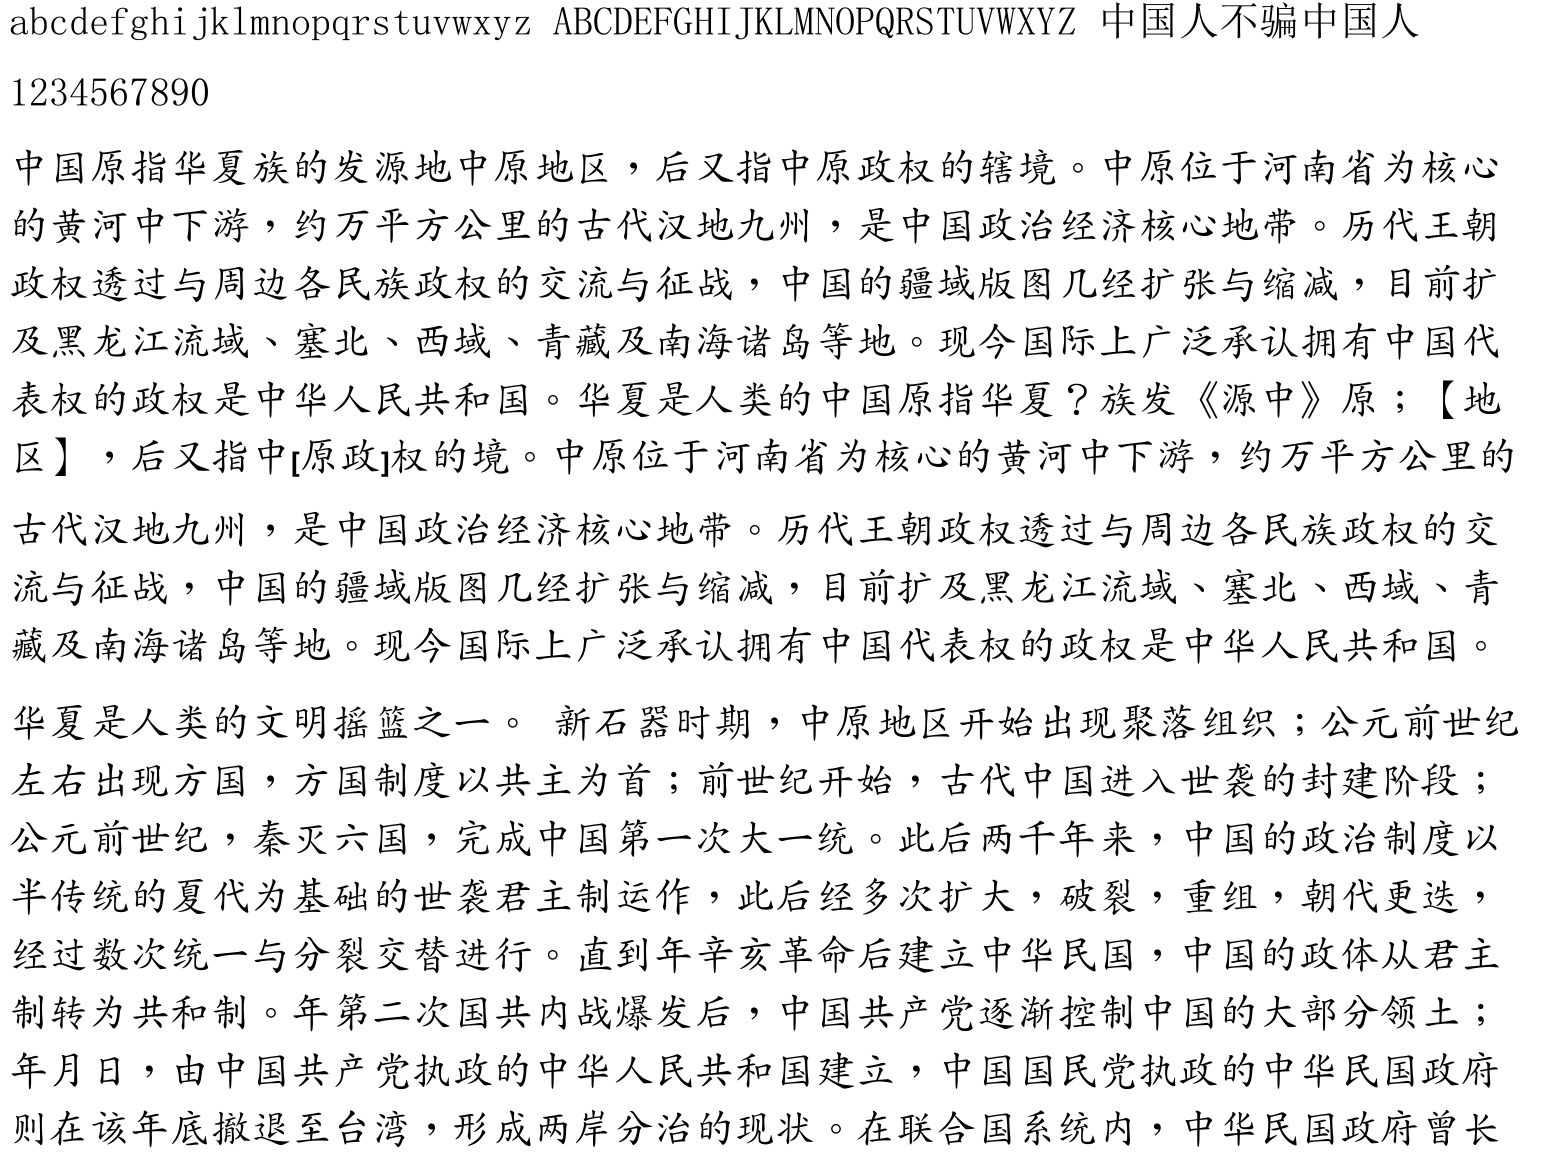 abcdefghijklmnopqrstuvwxyz ABCDEFGHIJKLMNOPQRSTUVWXYZ 中国人不骗中国人
1234567890
中国原指华夏族的发源地中原地区，后又指中原政权的辖境。中原位于河南省为核心
的黄河中下游，约万平方公里的古代汉地九州，是中国政治经济核心地带。历代王朝
政权透过与周边各民族政权的交流与征战，中国的疆域版图几经扩张与缩减，目前扩
及黑龙江流域、塞北、西域、青藏及南海诸岛等地。现今国际上广泛承认拥有中国代
表权的政权是中华人民共和国。华夏是人类的中国原指华夏？族发《源中》原；【地
区】，后又指中[原政]权的境。中原位于河南省为核心的黄河中下游，约万平方公里的
古代汉地九州，是中国政治经济核心地带。历代王朝政权透过与周边各民族政权的交
流与征战，中国的疆域版图几经扩张与缩减，目前扩及黑龙江流域、塞北、西域、青
藏及南海诸岛等地。现今国际上广泛承认拥有中国代表权的政权是中华人民共和国。
华夏是人类的文明摇篮之一。 新石器时期，中原地区开始出现聚落组织；公元前世纪
左右出现方国，方国制度以共主为首；前世纪开始，古代中国进入世袭的封建阶段；
公元前世纪，秦灭六国，完成中国第一次大一统。此后两千年来，中国的政治制度以
半传统的夏代为基础的世袭君主制运作，此后经多次扩大，破裂，重组，朝代更迭，
经过数次统一与分裂交替进行。直到年辛亥革命后建立中华民国，中国的政体从君主
制转为共和制。年第二次国共内战爆发后，中国共产党逐渐控制中国的大部分领土；
年月日，由中国共产党执政的中华人民共和国建立，中国国民党执政的中华民国政府
则在该年底撤退至台湾，形成两岸分治的现状。在联合国系统内，中华民国政府曾长